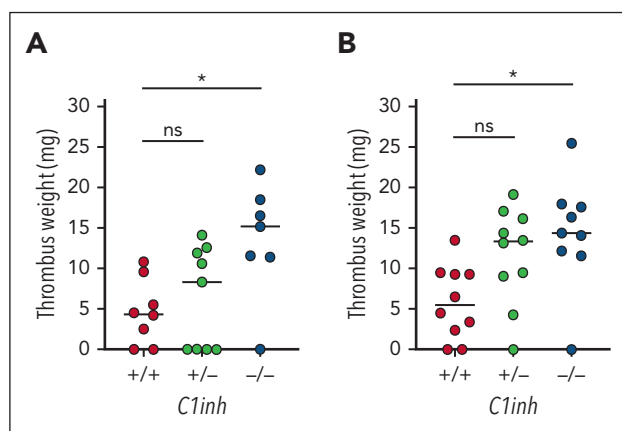 A
B
*
*
ns
ns
Thrombus weight (mg)
30
25
20
15
10
5
0
+/+
+/−
−/−
C1inh
Thrombus weight (mg)
30
25
20
15
10
5
0
+/+
+/−
−/−
C1inh